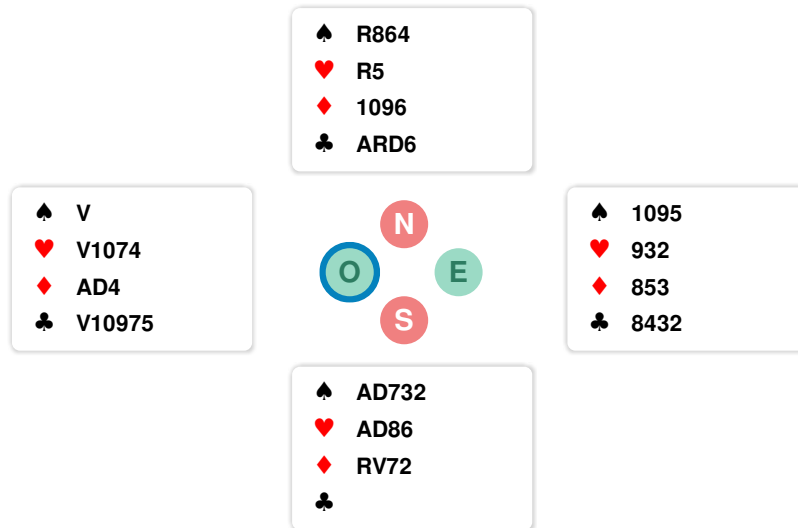 ♠ R864
♥ R5
♦ 1096
♣ ARD6
♠ V
♥ V1074
♦ AD4
♣ V10975
N
O E
S
♠ 1095
♥ 932
♦ 853
♣ 8432
♠ AD732
♥ AD86
♦ RV72
♣